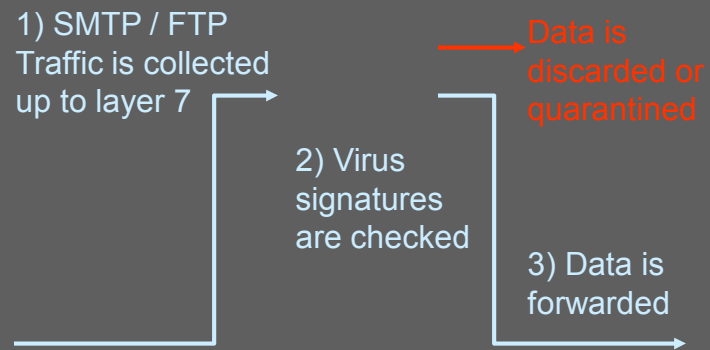 1) SMTP / FTP
Traffic is collected
up to layer 7
Data is
discarded or
quarantined
2) Virus
signatures
are checked
3) Data is
forwarded